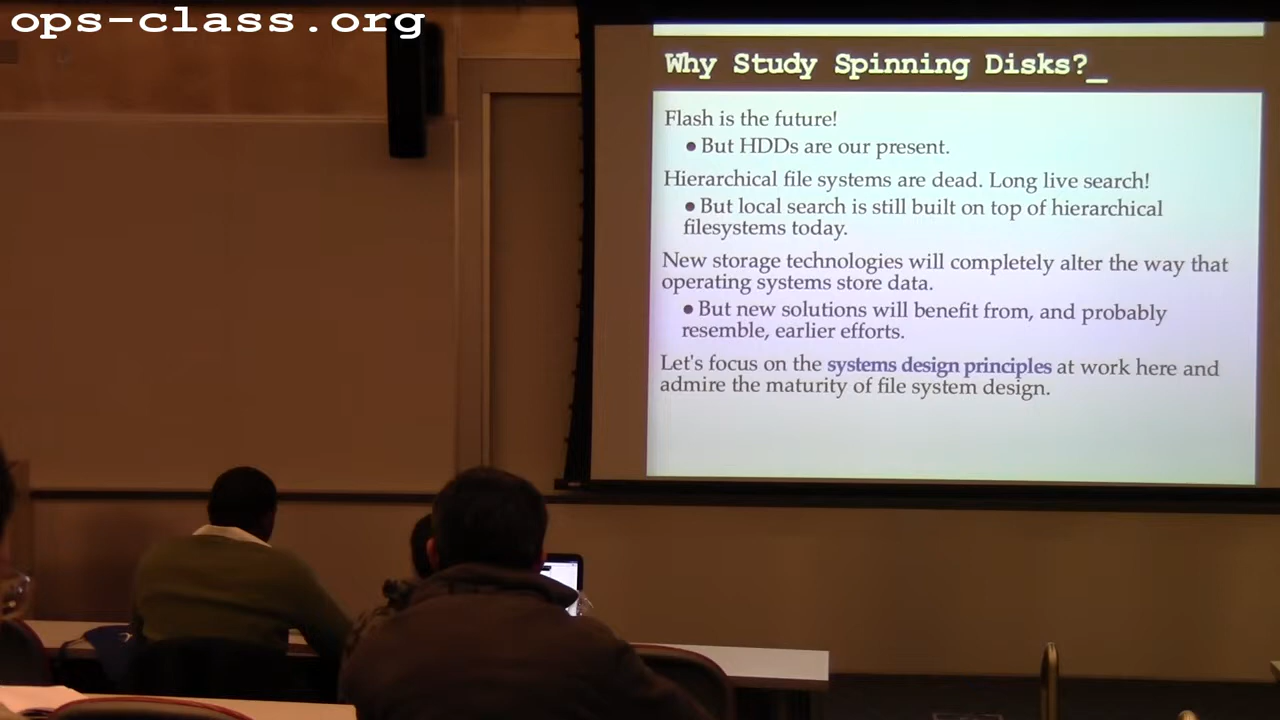 ops-class.org
Why Study Spinning Disks?_
Flash is the future!
● But HDDs are our present.
Hierarchical file systems are dead. Long live search!
● But local search is still built on top of hierarchical
filesystems today.
New storage technologies will completely alter the way that
operating systems store data.
● But new solutions will benefit from, and probably
resemble, earlier efforts.
Let's focus on the systems design principles at work here and
admire the maturity of file system design.